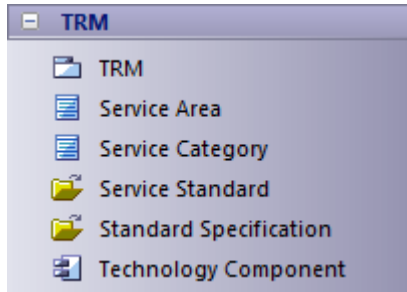 TRM
TRM
Service Area
Service Category
Service Standard
Standard Specification
Technology Component